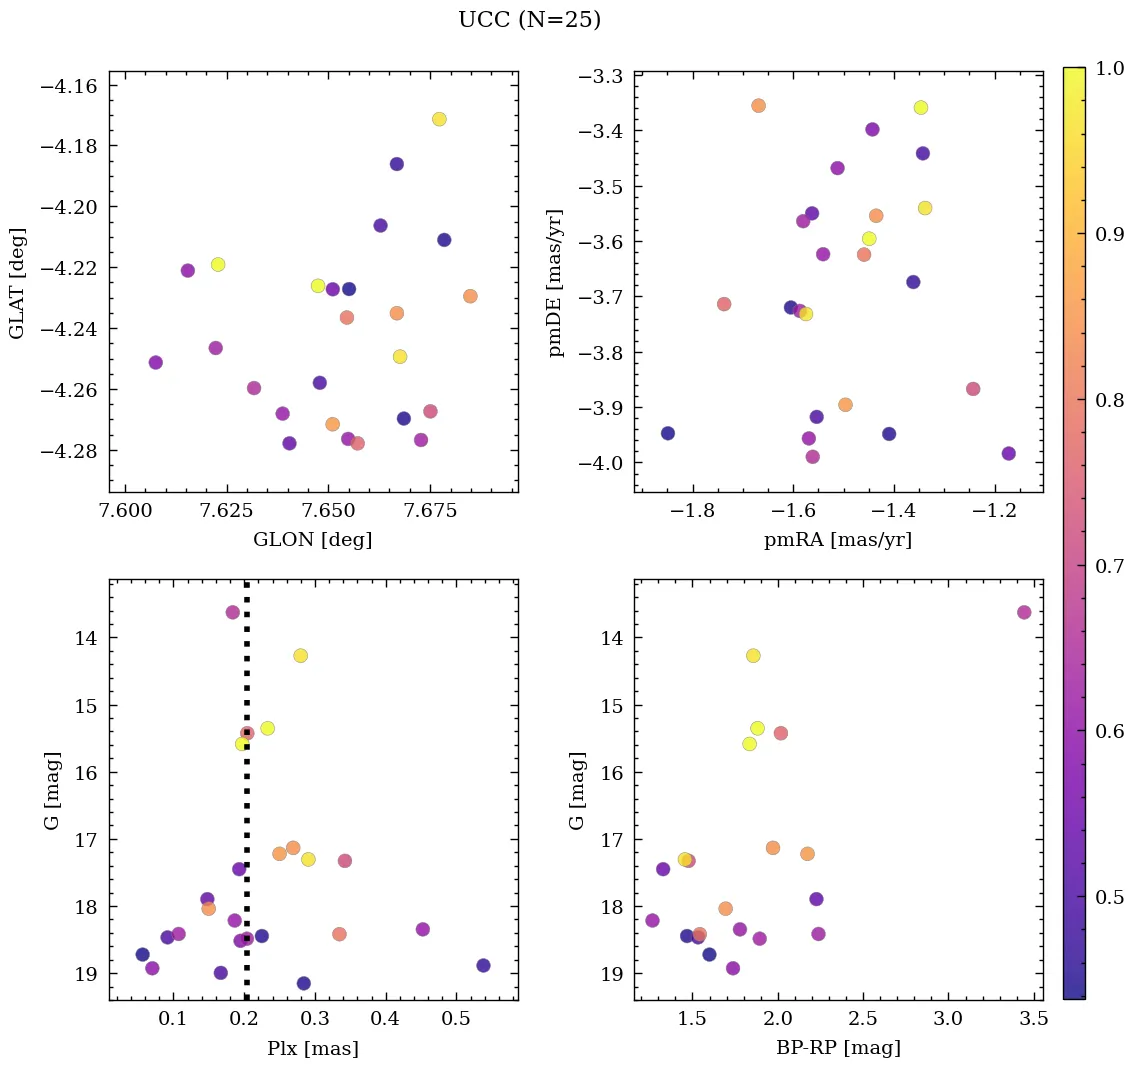 UCC (N=25)
−4.16
−4.18
−4.20
−4.22
−4.24
−4.26
−4.28
GLAT [deg]
7.600 7.625 7.650 7.675
GLON [deg]
−3.3
−3.4
−3.5
−3.6
−3.7
−3.8
−3.9
−4.0
pmDE [mas/yr]
−1.8 −1.6 −1.4 −1.2
pmRA [mas/yr]
14
15
16
17
18
19
G [mag]
0.1 0.2 0.3 0.4 0.5
Plx [mas]
14
15
16
17
18
19
G [mag]
1.5 2.0 2.5 3.0 3.5
BP-RP [mag]
1.0
0.9
0.8
0.7
0.6
0.5